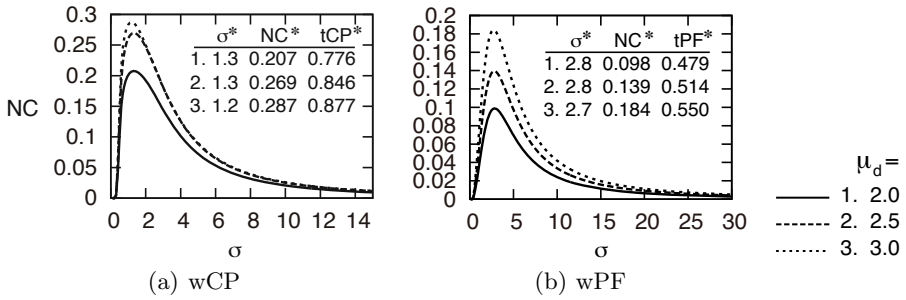 0.3
0.25
0.2
0.15
0.1
0.05
0
NC
σ* NC* tCP*
1. 1.3 0.207 0.776
2. 1.3 0.269 0.846
3. 1.2 0.287 0.877
0 2 4 6 8 10 12 14
σ
(a) wCP
0.2
0.18
0.16
0.14
0.12
0.1
0.08
0.06
0.04
0.02
0
σ* NC* tPF*
1. 2.8 0.098 0.479
2. 2.8 0.139 0.514
3. 2.7 0.184 0.550
0 5 10 15 20 25 30
σ
(b) wPF
μd=
1. 2.0
2. 2.5
3. 3.0